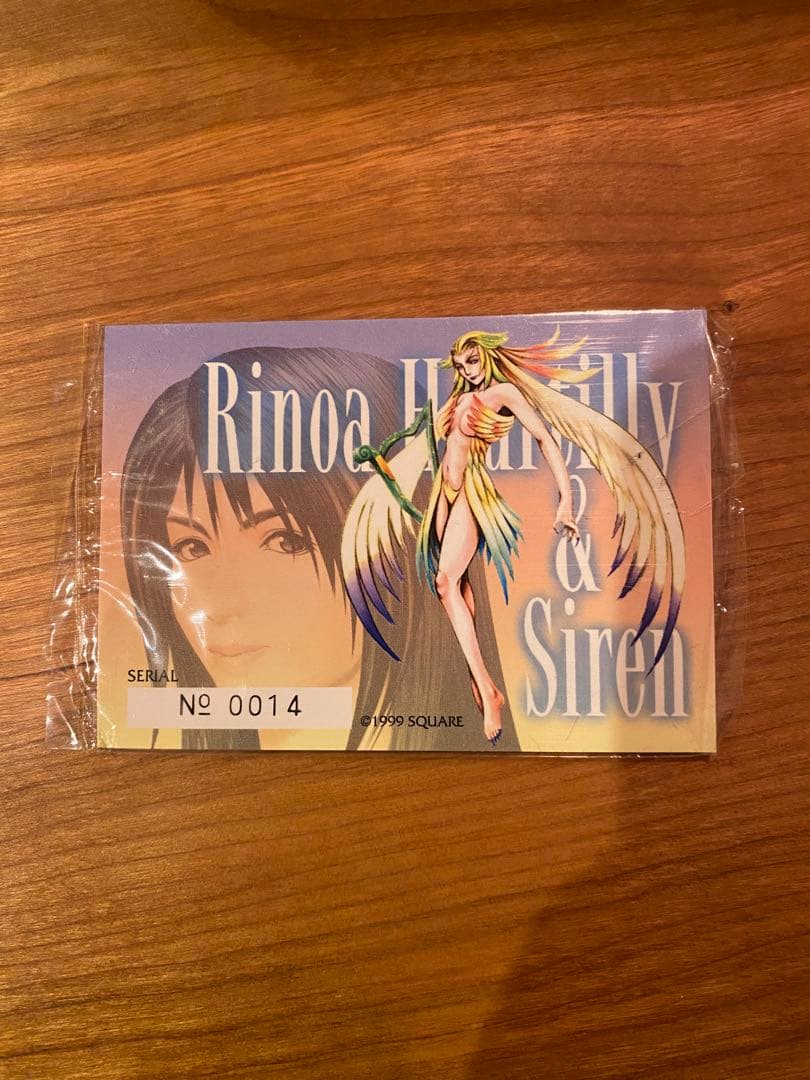 Rinoa
&
Siren
SERIAL
Nº 0014
©1999 SQUARE